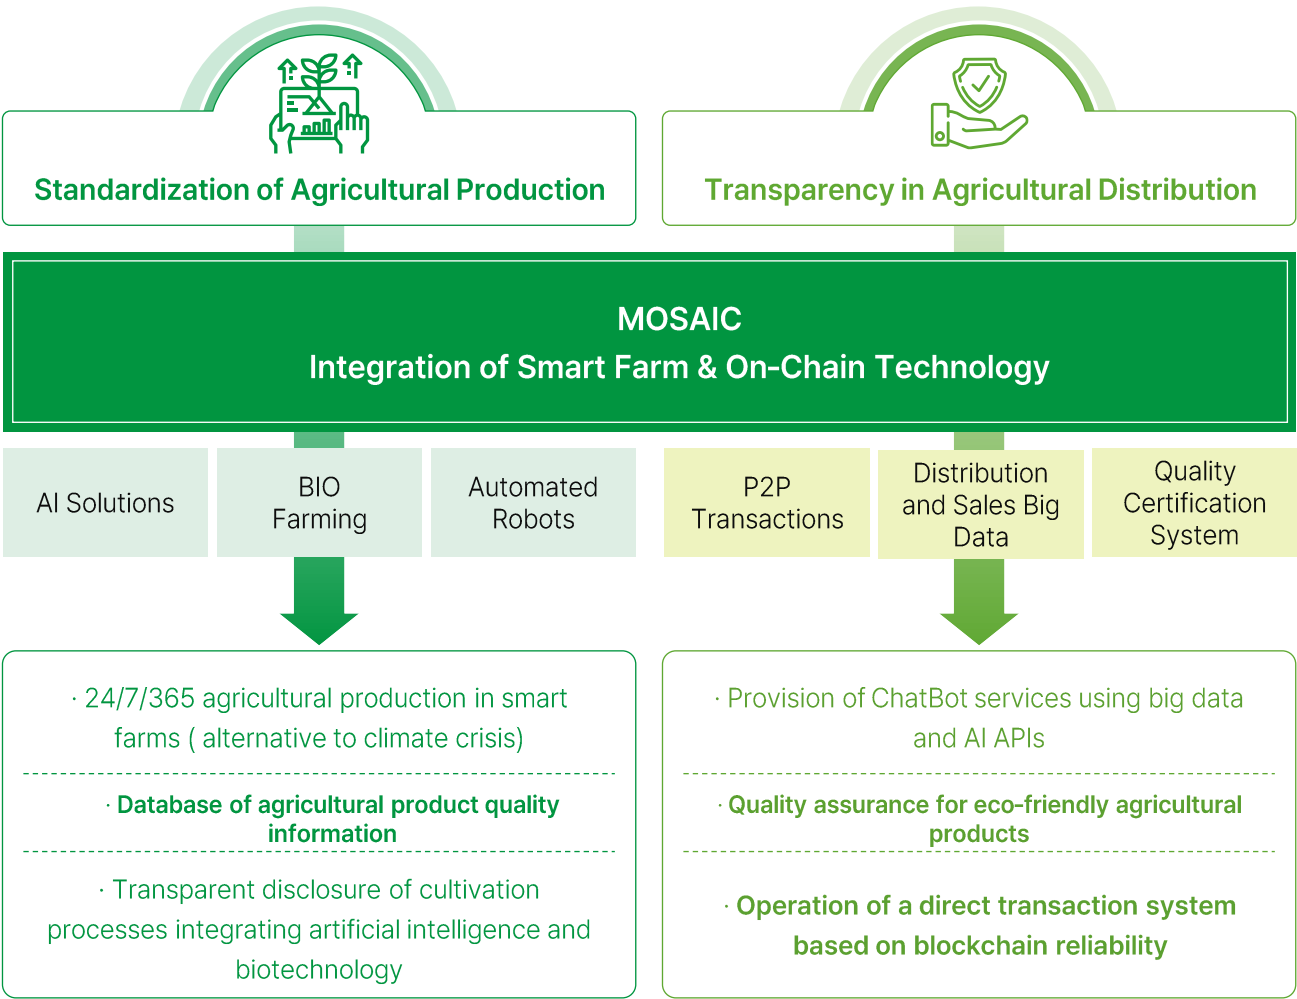 Standardization of Agricultural Production
Transparency in Agricultural Distribution
MOSAIC
Integration of Smart Farm & On-Chain Technology
AI Solutions
BIO
Farming
Automated
Robots
P2P
Transactions
Distribution
and Sales Big
Data
Quality
Certification
System
· 24/7/365 agricultural production in smart
farms ( alternative to climate crisis)
· Database of agricultural product quality
information
· Transparent disclosure of cultivation
processes integrating artificial intelligence and
biotechnology
· Provision of ChatBot services using big data
and AI APIs
· Quality assurance for eco-friendly agricultural
products
· Operation of a direct transaction system
based on blockchain reliability